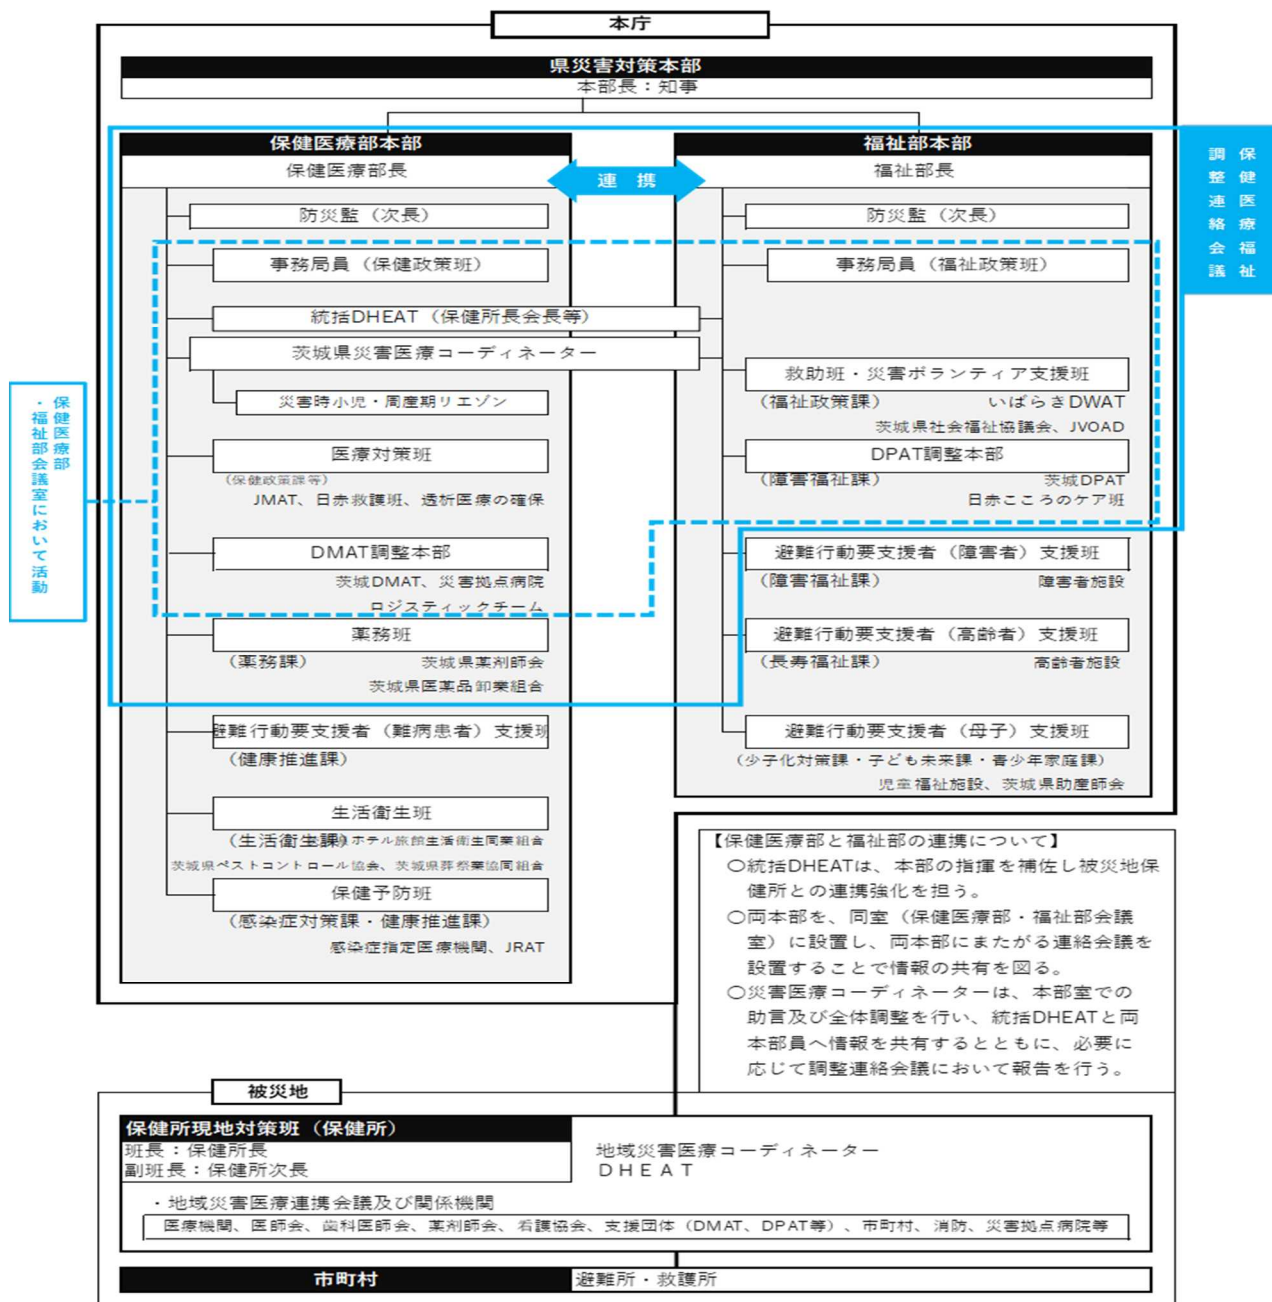 本庁
県災害対策本部
本部長：知事
保健医療部本部
保健医療部長
連 携
福祉部本部
福祉部長
保健医療福祉
調整連絡会議
防災監（次長）
事務局員（保健政策班）
統括DHEAT（保健所長会長等）
茨城県災害医療コーディネーター
災害時小児・周産期リエゾン
医療対策班
（保健政策課等）
JMAT、日赤救護班、透析医療の確保
DMAT調整本部
茨城DMAT、災害拠点病院
ロジスティックチーム
薬務班
（薬務課） 茨城県薬剤師会
茨城県医薬品卸業組合
避難行動要支援者（難病患者）支援班
（健康推進課）
生活衛生班
（生活衛生課） ホテル旅館生活衛生同業組合
茨城県ペストコントロール協会、茨城県葬祭業協同組合
保健予防班
（感染症対策課・健康推進課）
感染症指定医療機関、JRAT
防災監（次長）
事務局員（福祉政策班）
救助班・災害ボランティア支援班
（福祉政策課） いばらきDWAT
茨城県社会福祉協議会、JVOAD
DPAT調整本部
（障害福祉課） 茨城DPAT
日赤こころのケア班
避難行動要支援者（障害者）支援班
（障害福祉課） 障害者施設
避難行動要支援者（高齢者）支援班
（長寿福祉課） 高齢者施設
避難行動要支援者（母子）支援班
（少子化対策課・子ども未来課・青少年家庭課）
児童福祉施設、茨城県助産師会
保健医療部
・福祉部会議室において活動
【保健医療部と福祉部の連携について】
○統括DHEATは、本部の指揮を補佐し被災地保
健所との連携強化を担う。
○両本部を、同室（保健医療部・福祉部会議
室）に設置し、両本部にまたがる連絡会議を
設置することで情報の共有を図る。
○災害医療コーディネーターは、本部室での
助言及び全体調整を行い、統括DHEATと両
本部員へ情報を共有するとともに、必要に
応じて調整連絡会議において報告を行う。
被災地
保健所現地対策班（保健所）
班長：保健所長
副班長：保健所次長
地域災害医療コーディネーター
ＤＨＥＡＴ
・地域災害医療連携会議及び関係機関
医療機関、医師会、歯科医師会、薬剤師会、看護協会、支援団体（DMAT、DPAT等）、市町村、消防、災害拠点病院等
市町村
避難所・救護所